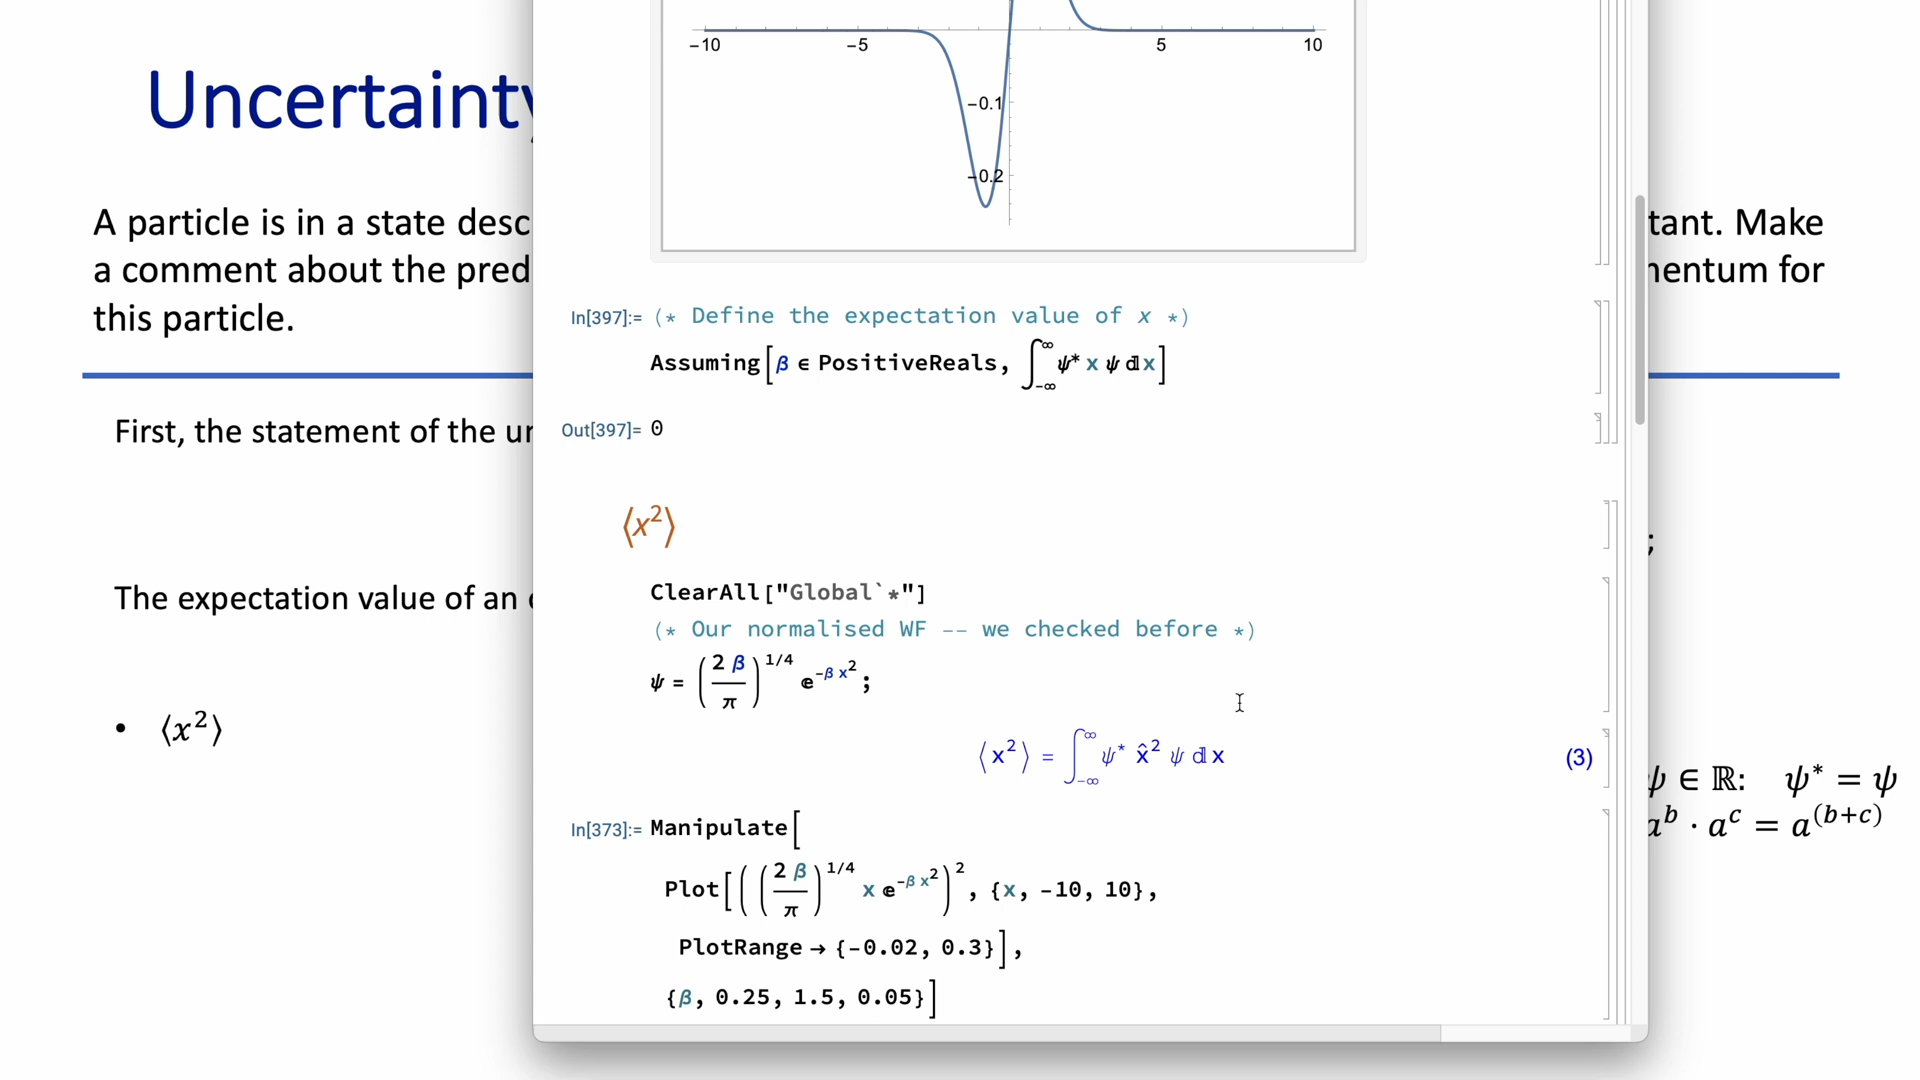 Uncertainty
A particle is in a state desc
tant. Make
a comment about the pred
nentum for
this particle.
First, the statement of the un
;
The expectation value of an
• ⟨x²⟩
ψ ∈ ℝ: ψ* = ψ
a^b · a^c = a^(b+c)
−10 −5 5 10
−0.1
−0.2
In[397]:= (* Define the expectation value of x *)
Assuming[β ∈ PositiveReals, ∫_{−∞}^{∞} ψ* x ψ ⅆx]
Out[397]= 0
⟨x²⟩
ClearAll["Global`*"]
(* Our normalised WF −− we checked before *)
ψ = (2 β / π)^{1/4} ⅇ^{−β x²};
⟨x²⟩ = ∫_{−∞}^{∞} ψ* x̂² ψ ⅆx (3)
In[373]:= Manipulate[
Plot[((2 β / π)^{1/4} x ⅇ^{−β x²})², {x, −10, 10},
PlotRange → {−0.02, 0.3}],
{β, 0.25, 1.5, 0.05}]